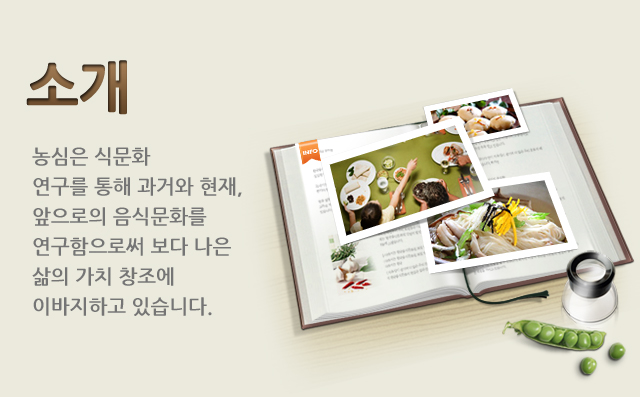 소개
농심은 식문화
연구를 통해 과거와 현재,
앞으로의 음식문화를
연구함으로써 보다 나은
삶의 가치 창조에
이바지하고 있습니다.
INFO